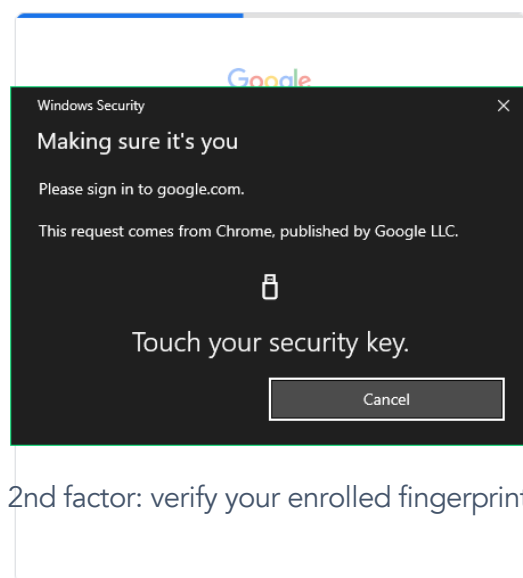 Google
Windows Security
Making sure it's you
Please sign in to google.com.
This request comes from Chrome, published by Google LLC.
Touch your security key.
Cancel
2nd factor: verify your enrolled fingerprint